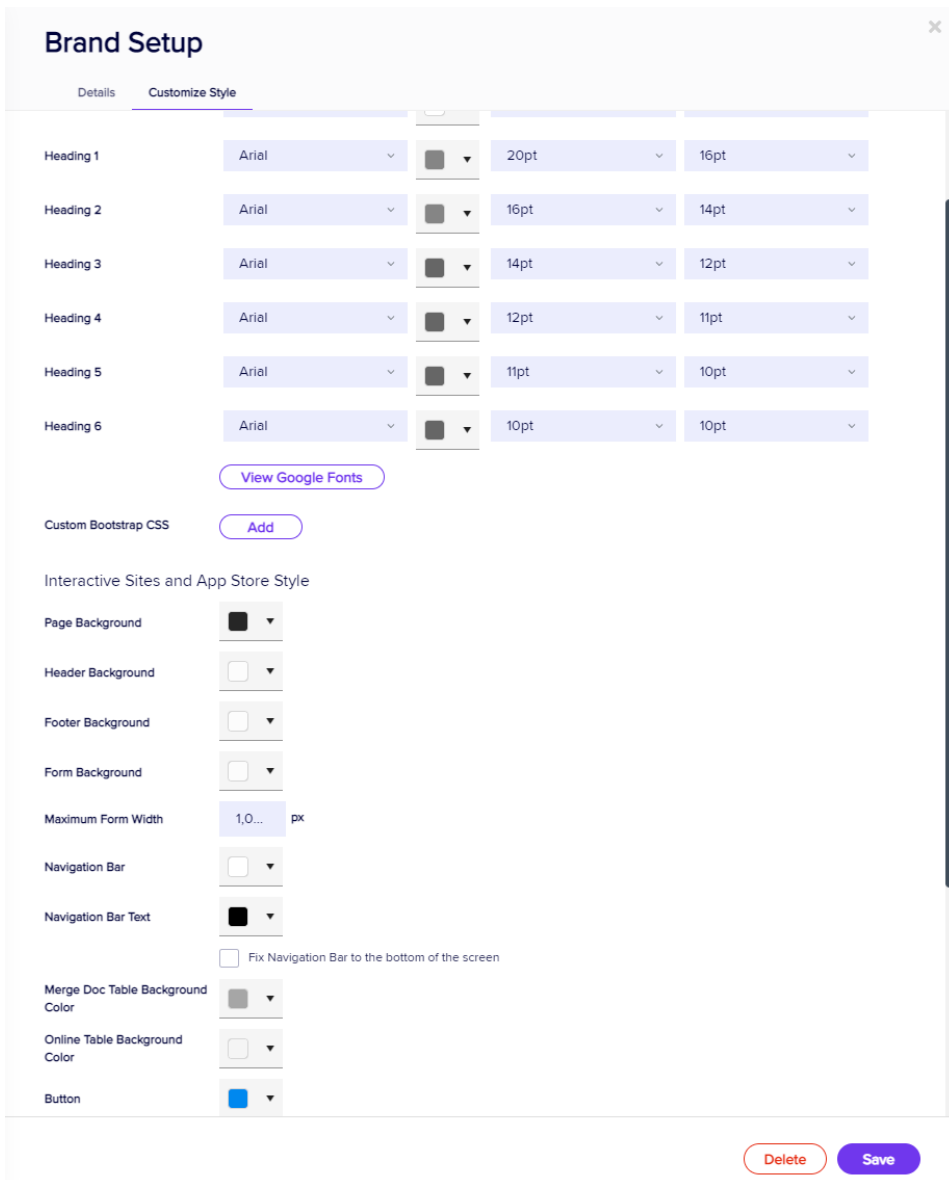 Brand Setup
Details Customize Style
Heading 1 Arial 20pt 16pt
Heading 2 Arial 16pt 14pt
Heading 3 Arial 14pt 12pt
Heading 4 Arial 12pt 11pt
Heading 5 Arial 11pt 10pt
Heading 6 Arial 10pt 10pt
View Google Fonts
Custom Bootstrap CSS Add
Interactive Sites and App Store Style
Page Background
Header Background
Footer Background
Form Background
Maximum Form Width 1,0... px
Navigation Bar
Navigation Bar Text
Fix Navigation Bar to the bottom of the screen
Merge Doc Table Background
Color
Online Table Background
Color
Button
Delete Save